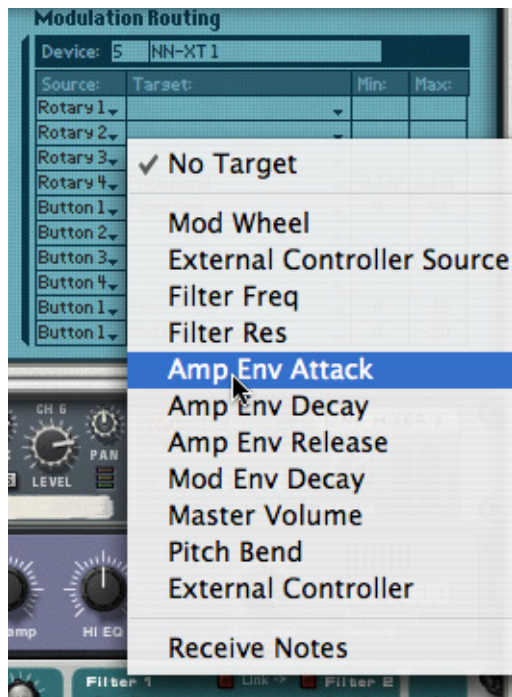 Modulation Routing
Device: 5 NN-XT 1
Source: Target: Min: Max:
Rotary 1
Rotary 2
Rotary 3
Rotary 4
Button 1
Button 2
Button 3
Button 4
Button 1
Button 1
✓ No Target
Mod Wheel
External Controller Source
Filter Freq
Filter Res
Amp Env Attack
Amp Env Decay
Amp Env Release
Mod Env Decay
Master Volume
Pitch Bend
External Controller
Receive Notes
CH 6
PAN
LEVEL
HI EQ
Filter 1 Link -> Filter 2